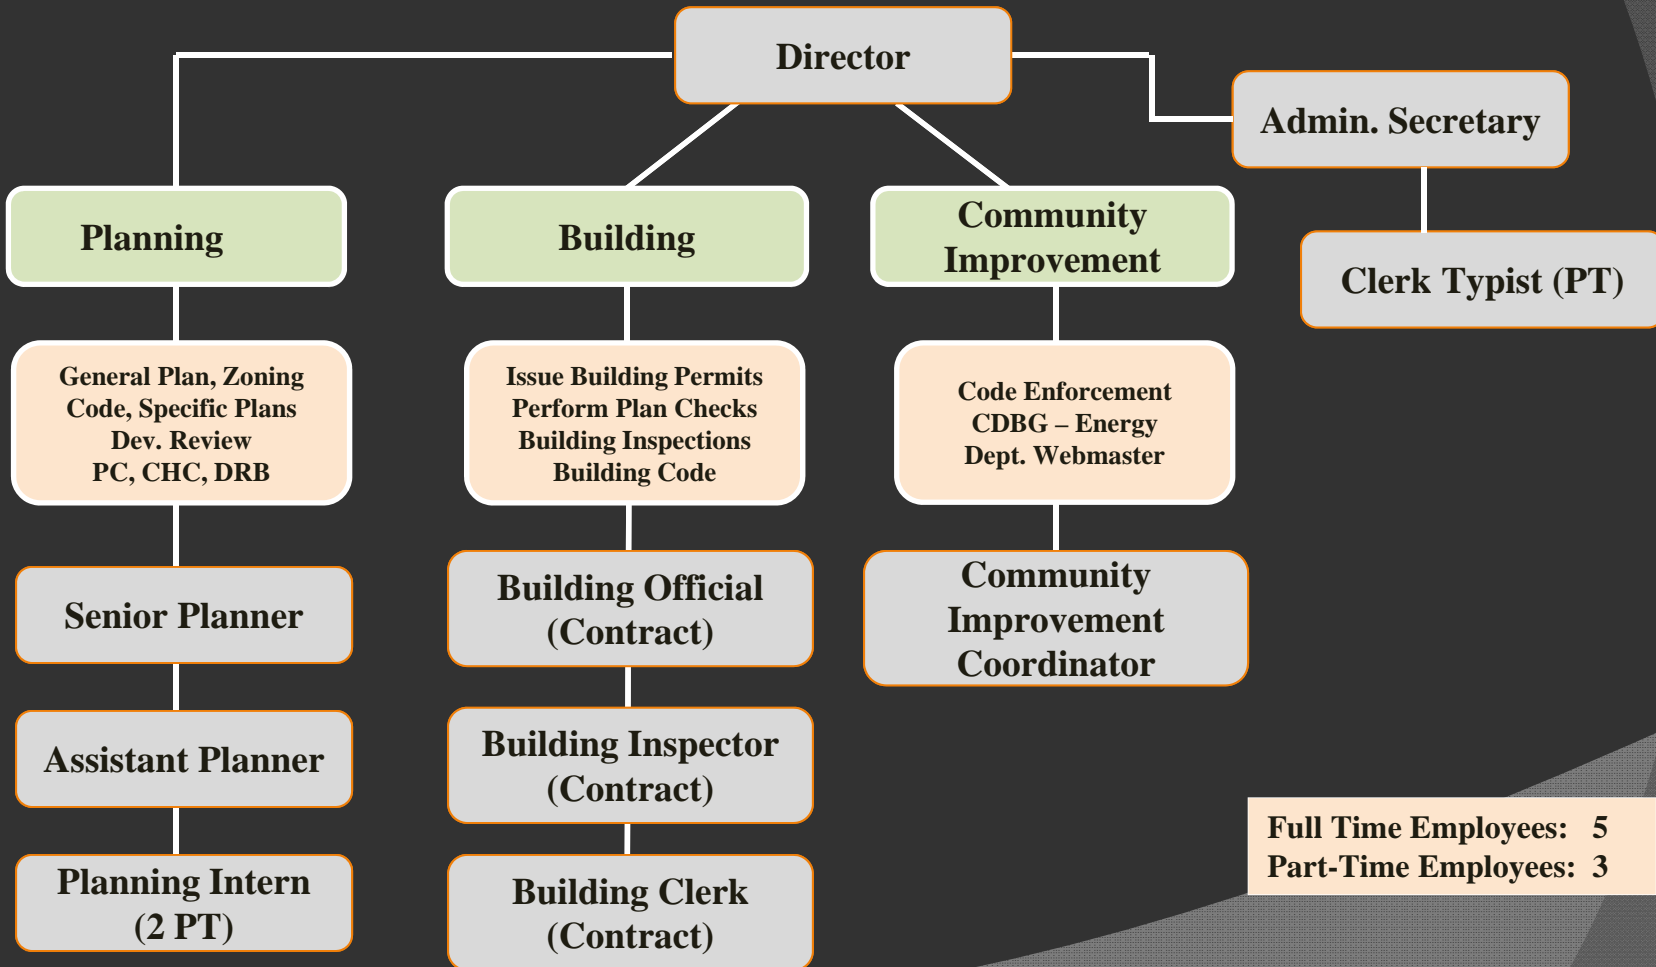 Director
Admin. Secretary
Clerk Typist (PT)
Planning
Building
Community
Improvement
General Plan, Zoning
Code, Specific Plans
Dev. Review
PC, CHC, DRB
Issue Building Permits
Perform Plan Checks
Building Inspections
Building Code
Code Enforcement
CDBG – Energy
Dept. Webmaster
Senior Planner
Assistant Planner
Planning Intern
(2 PT)
Building Official
(Contract)
Building Inspector
(Contract)
Building Clerk
(Contract)
Community
Improvement
Coordinator
Full Time Employees: 5
Part-Time Employees: 3